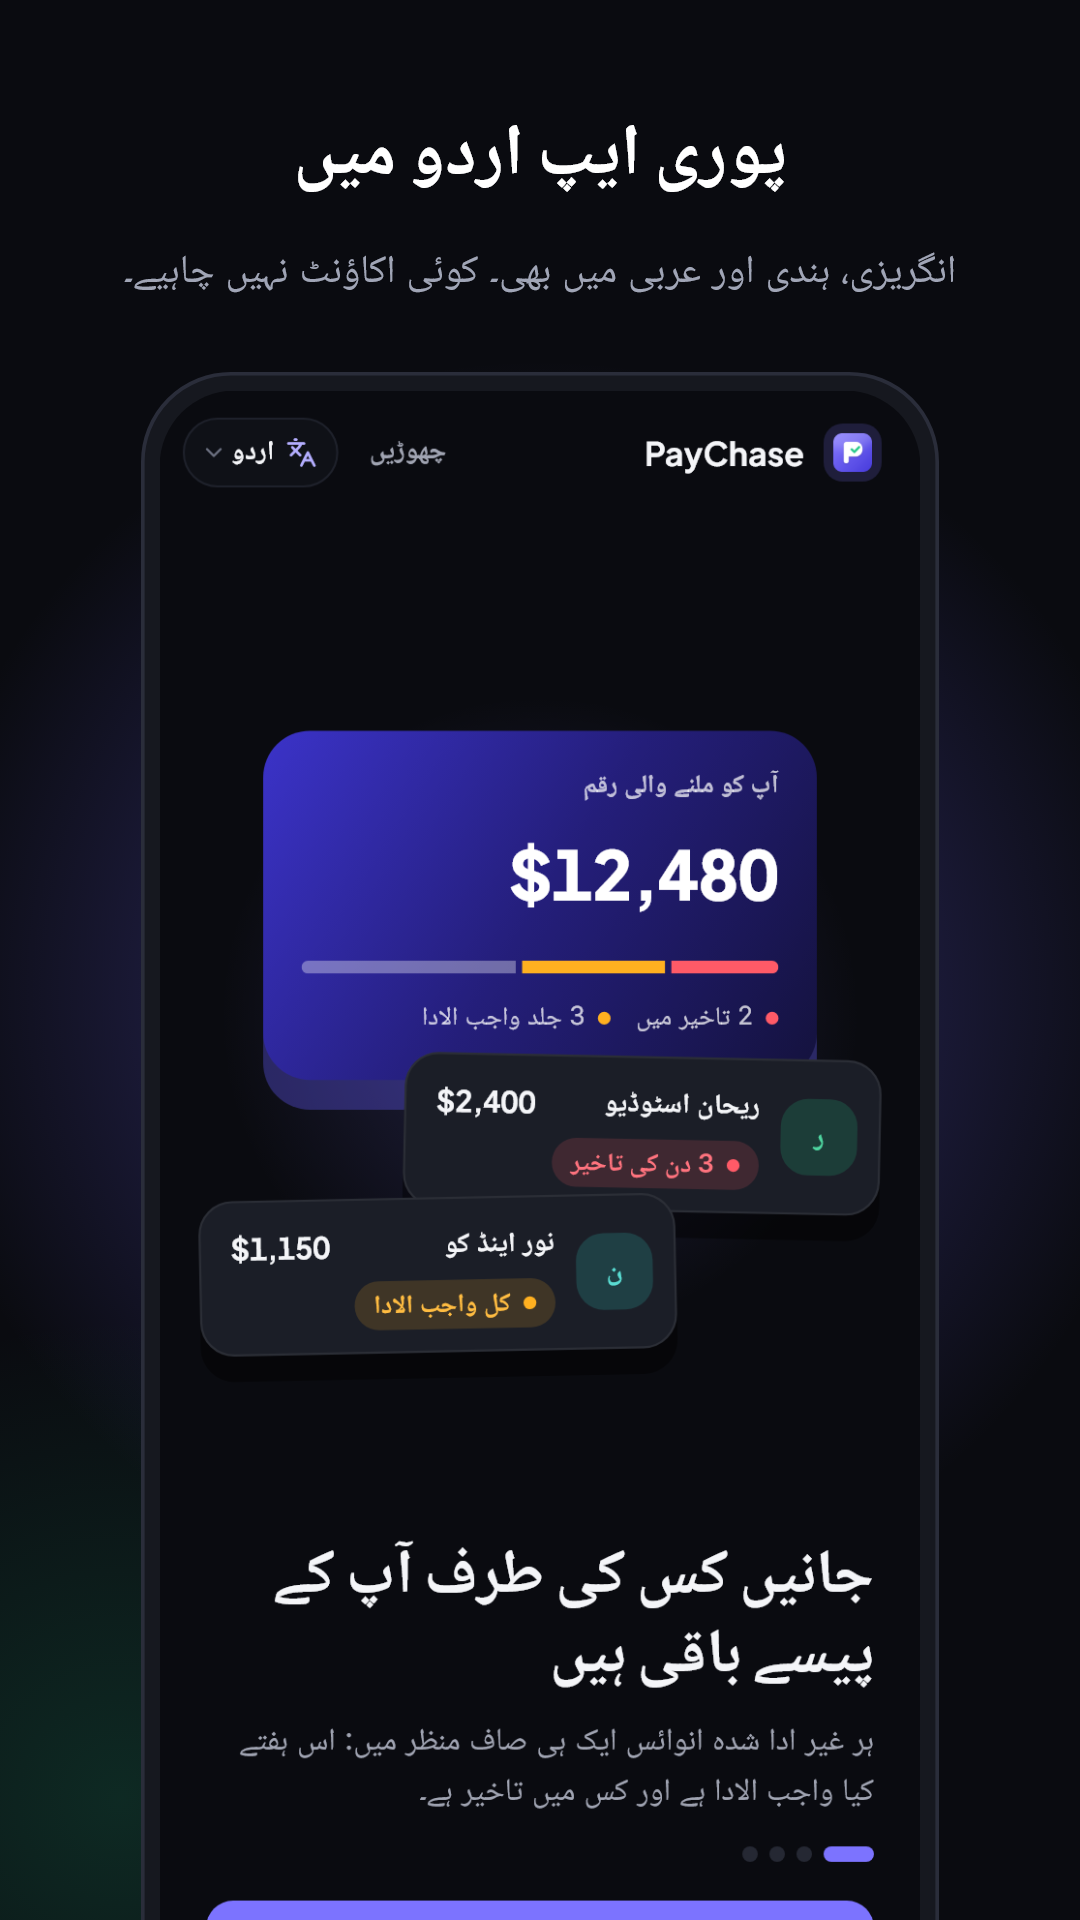 پوری ایپ اردو میں
انگریزی، ہندی اور عربی میں بھی۔ کوئی اکاؤنٹ نہیں چاہیے۔
PayChase
چھوڑیں
اردو
آپ کو ملنے والی رقم
$12,480
2 تاخیر میں
3 جلد واجب الادا
ر
ریحان اسٹوڈیو
$2,400
3 دن کی تاخیر
ن
نور اینڈ کو
$1,150
کل واجب الادا
جانیں کس کی طرف آپ کے
پیسے باقی ہیں
ہر غیر ادا شدہ انوائس ایک ہی صاف منظر میں: اس ہفتے
کیا واجب الادا ہے اور کس میں تاخیر ہے۔